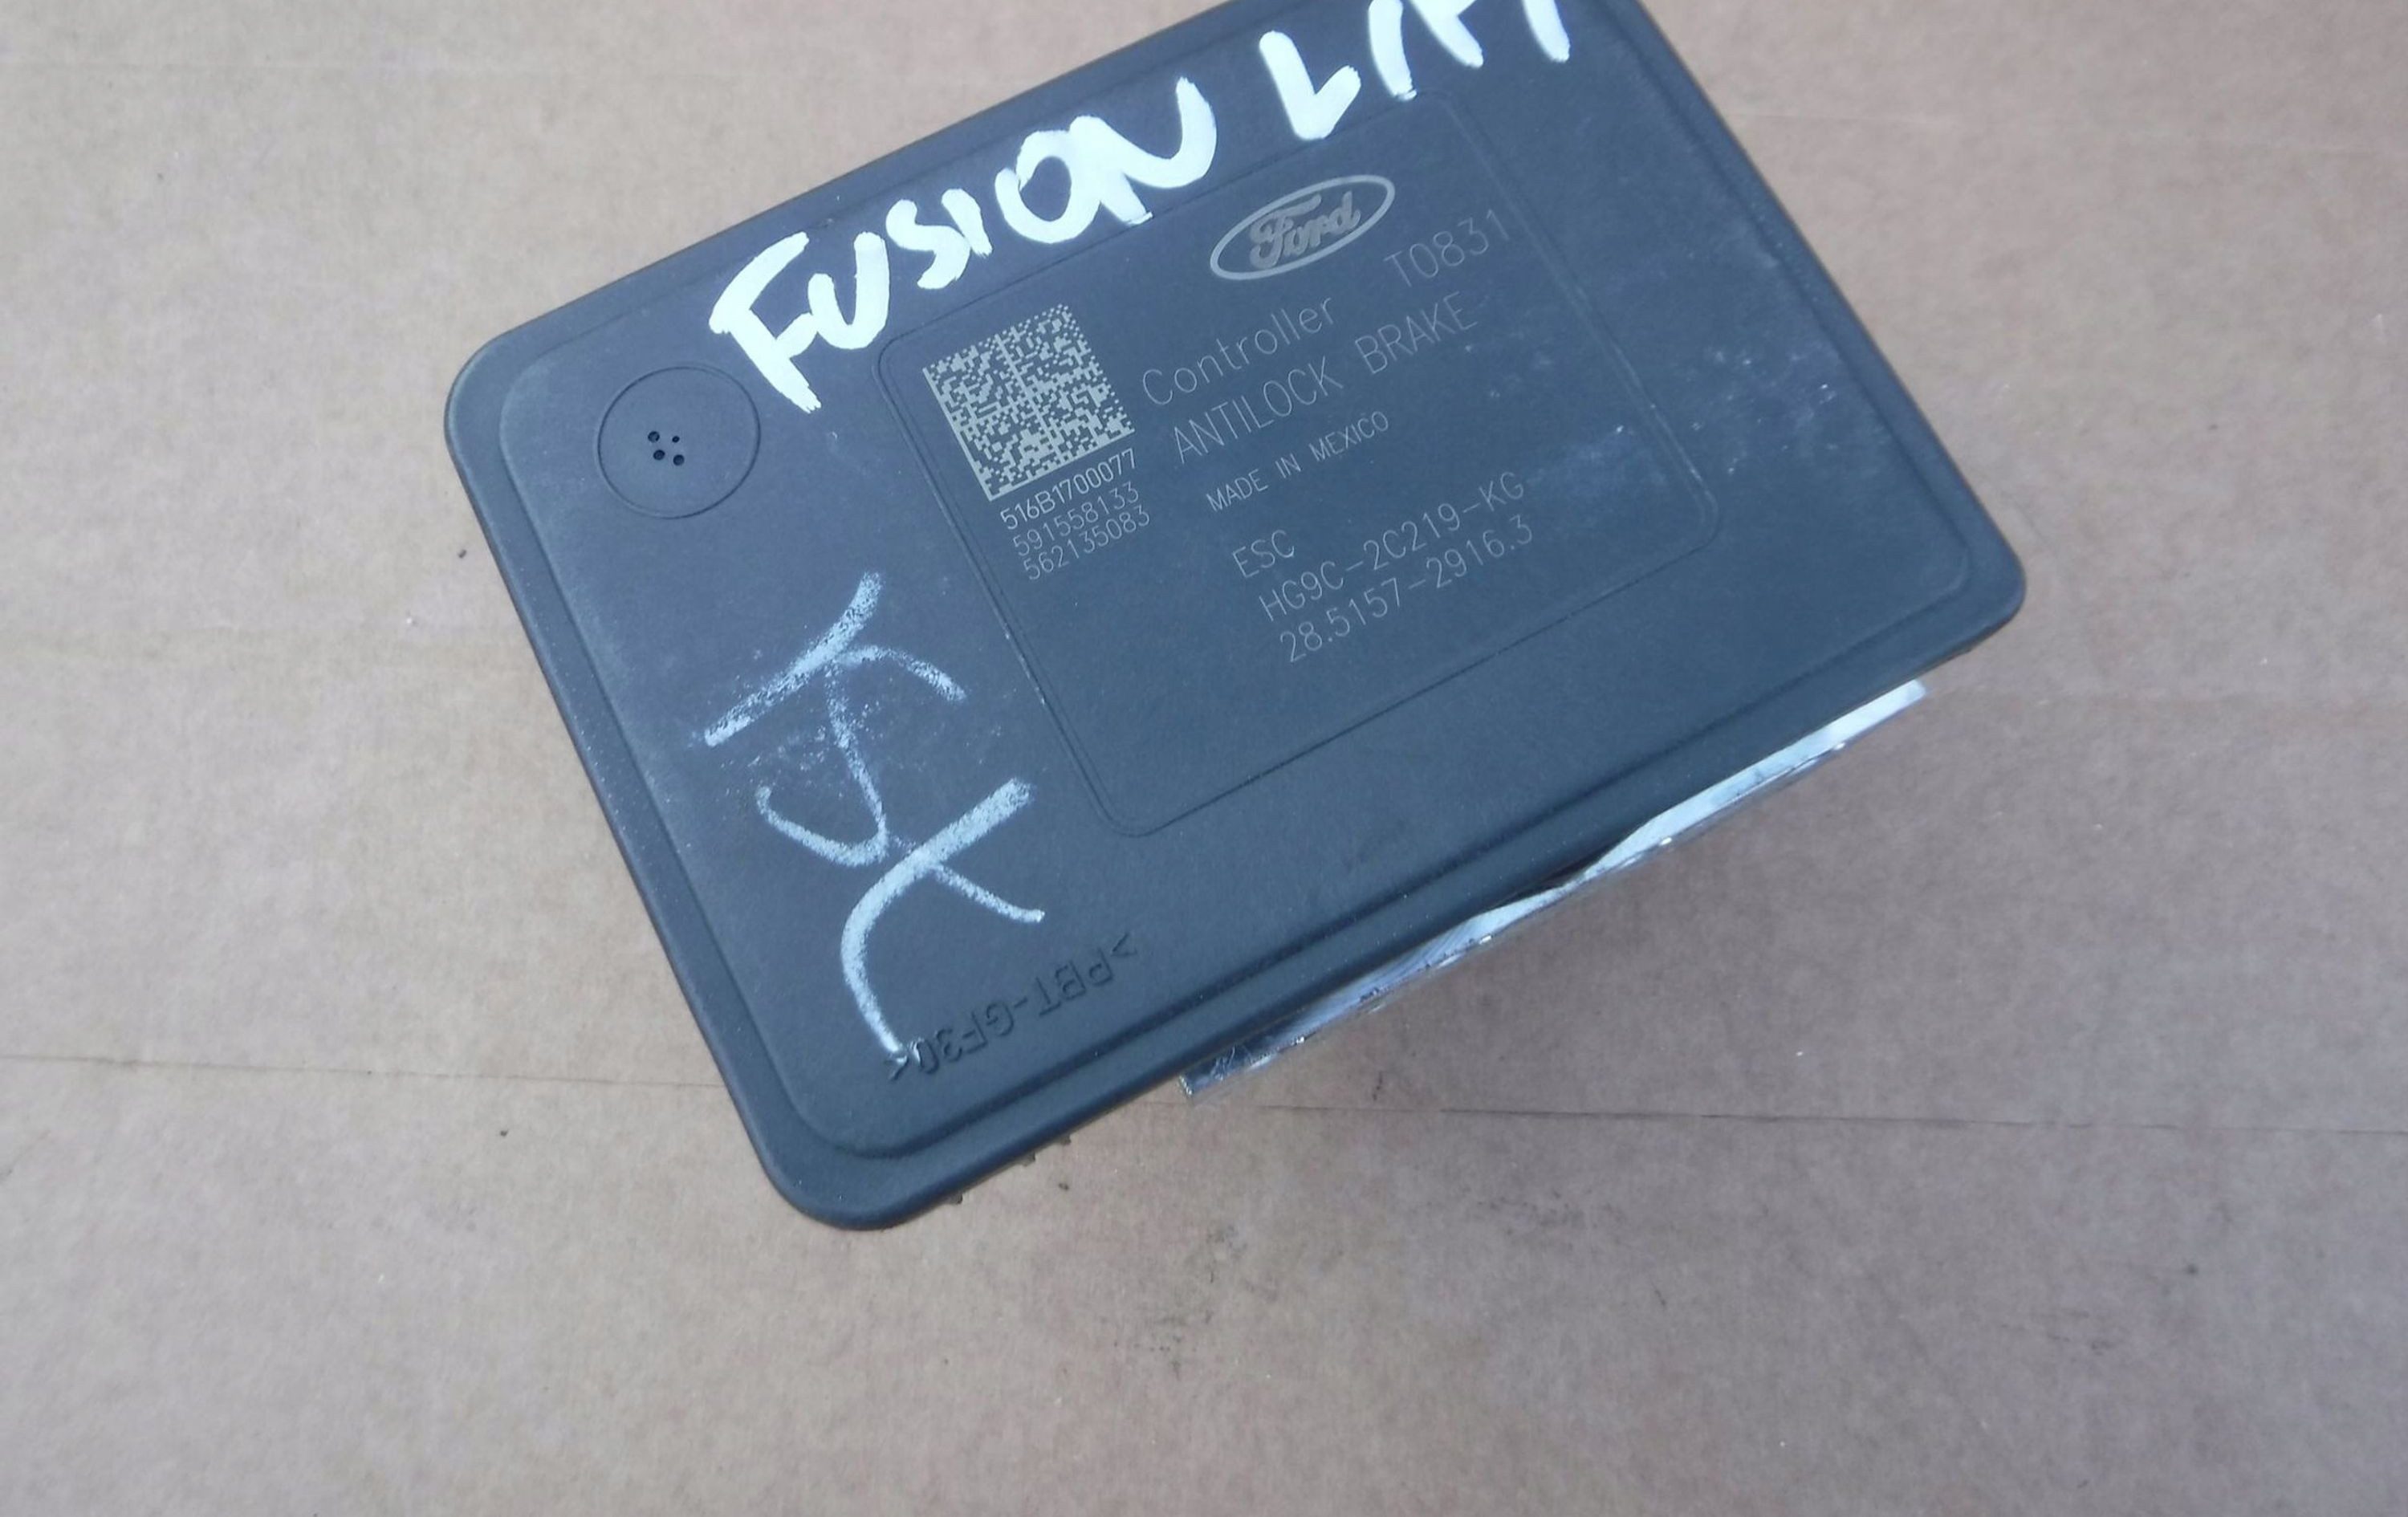 FUSION
Ford
Controller T0831
ANTILOCK BRAKE
MADE IN MEXICO
516B1700077
591558133
562135083
ESC
HG9C-2C219-KG
28.5157-2916.3
>PBT-GF30<